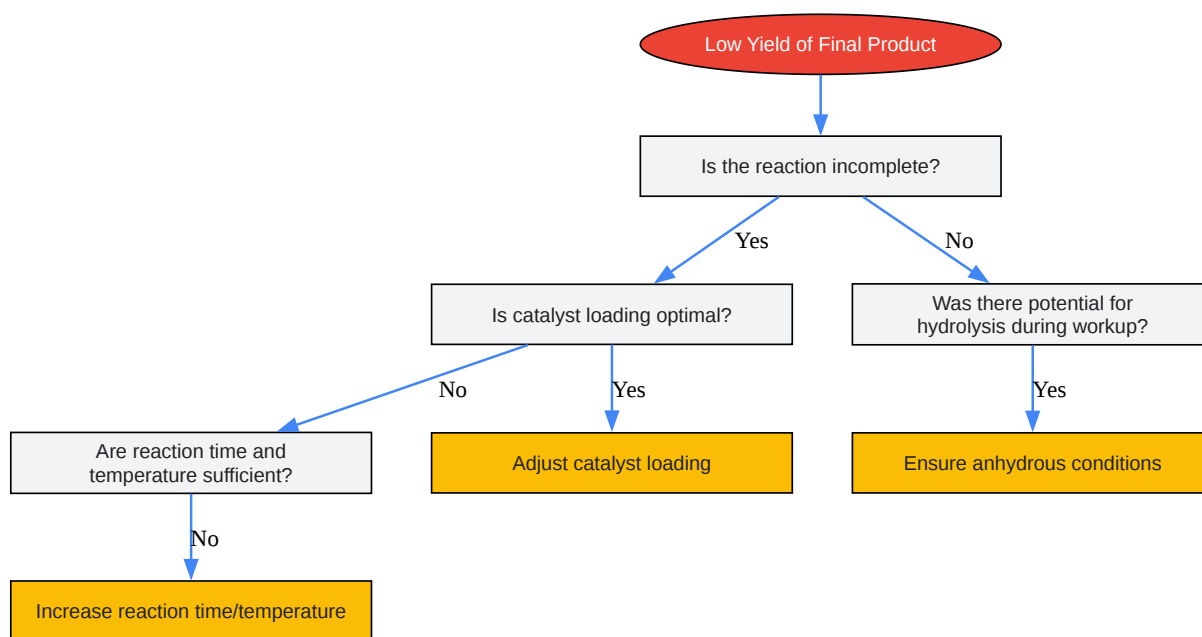 Low Yield of Final Product
Is the reaction incomplete?
Yes
No
Is catalyst loading optimal?
Was there potential for
hydrolysis during workup?
No
Yes
Yes
Are reaction time and
temperature sufficient?
Adjust catalyst loading
Ensure anhydrous conditions
No
Increase reaction time/temperature